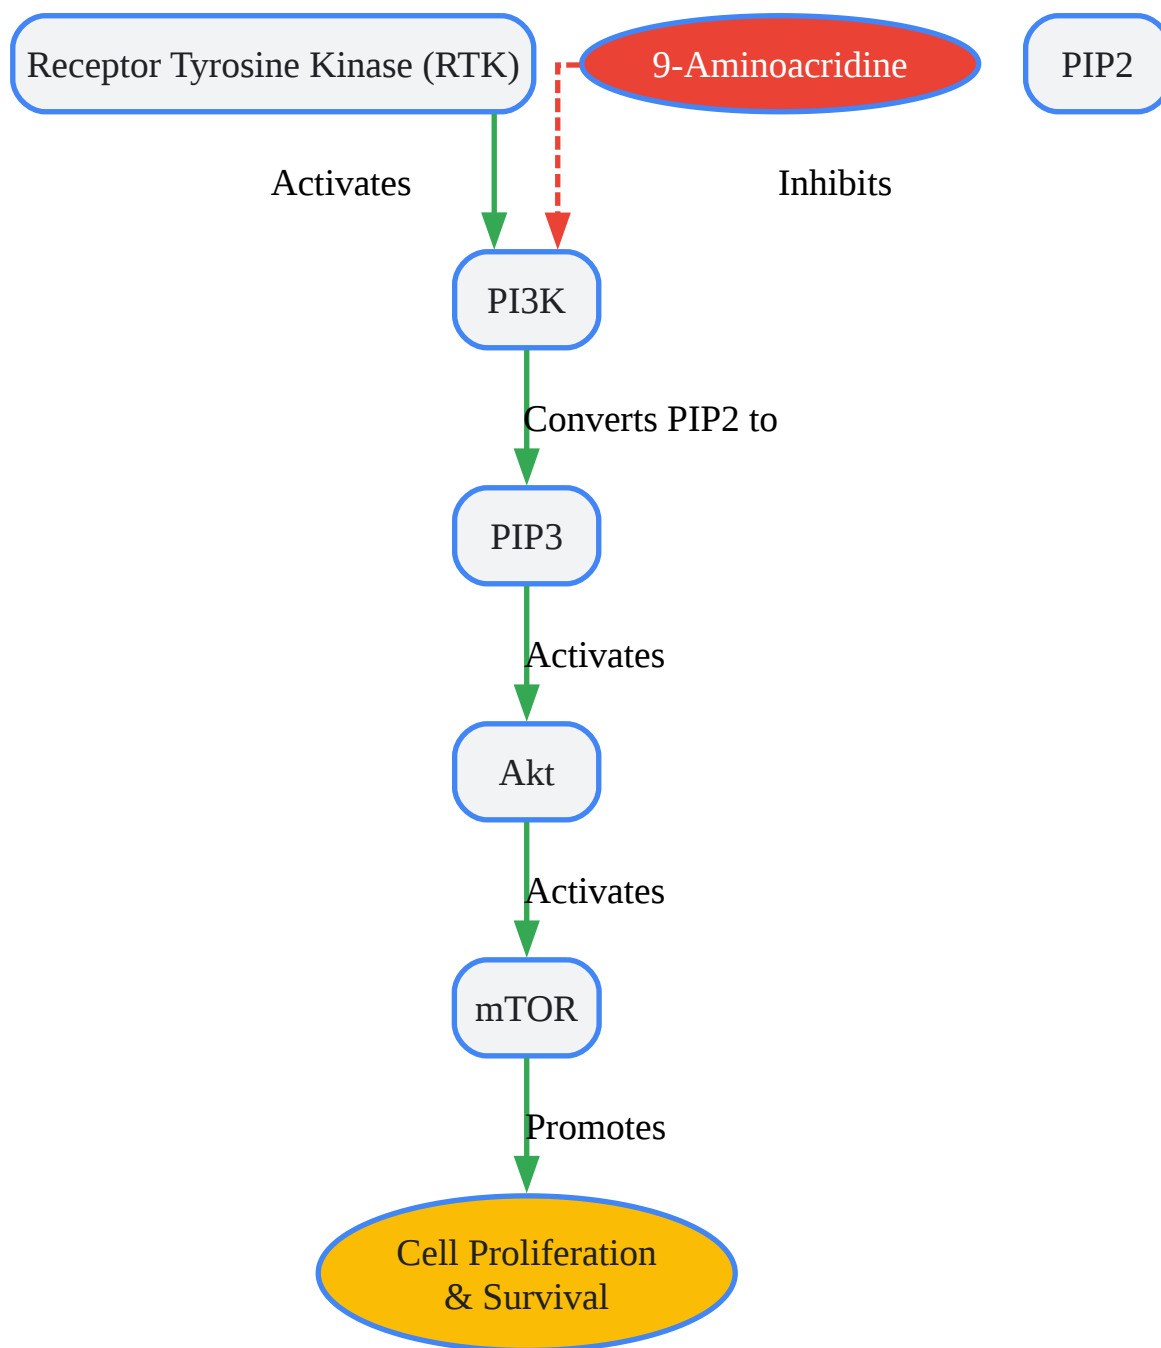 Receptor Tyrosine Kinase (RTK)
9-Aminoacridine
PIP2
Activates
Inhibits
PI3K
Converts PIP2 to
PIP3
Activates
Akt
Activates
mTOR
Promotes
Cell Proliferation
& Survival